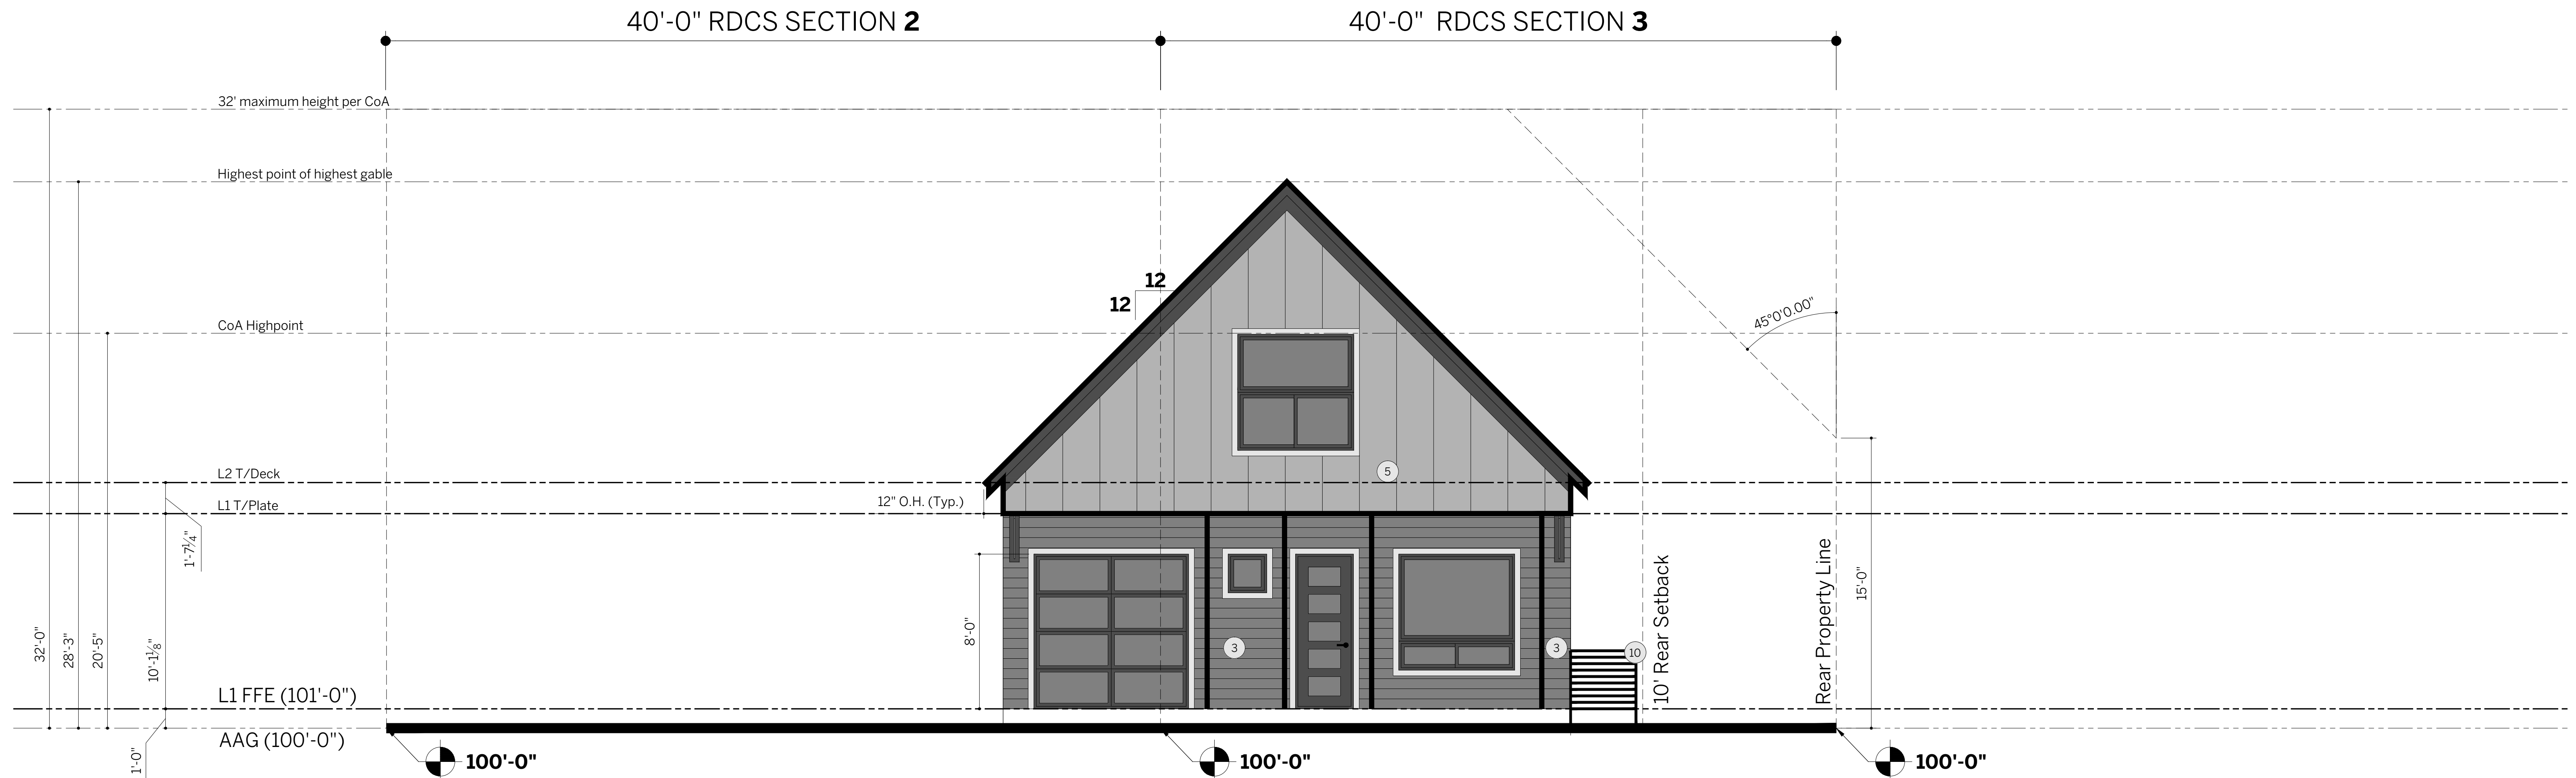 40'-0" RDCS SECTION 2
40'-0" RDCS SECTION 3
32' maximum height per CoA
Highest point of highest gable
12
12
CoA Highpoint
45°0'0.00"
L2 T/Deck
5
12" O.H. (Typ.)
L1 T/Plate
1'-7¼"
32'-0"
28'-3"
20'-5"
10'-1⅛"
8'-0"
3
3
10
10' Rear Setback
Rear Property Line
15'-0"
L1 FFE (101'-0")
AAG (100'-0")
1'-0"
100'-0"
100'-0"
100'-0"